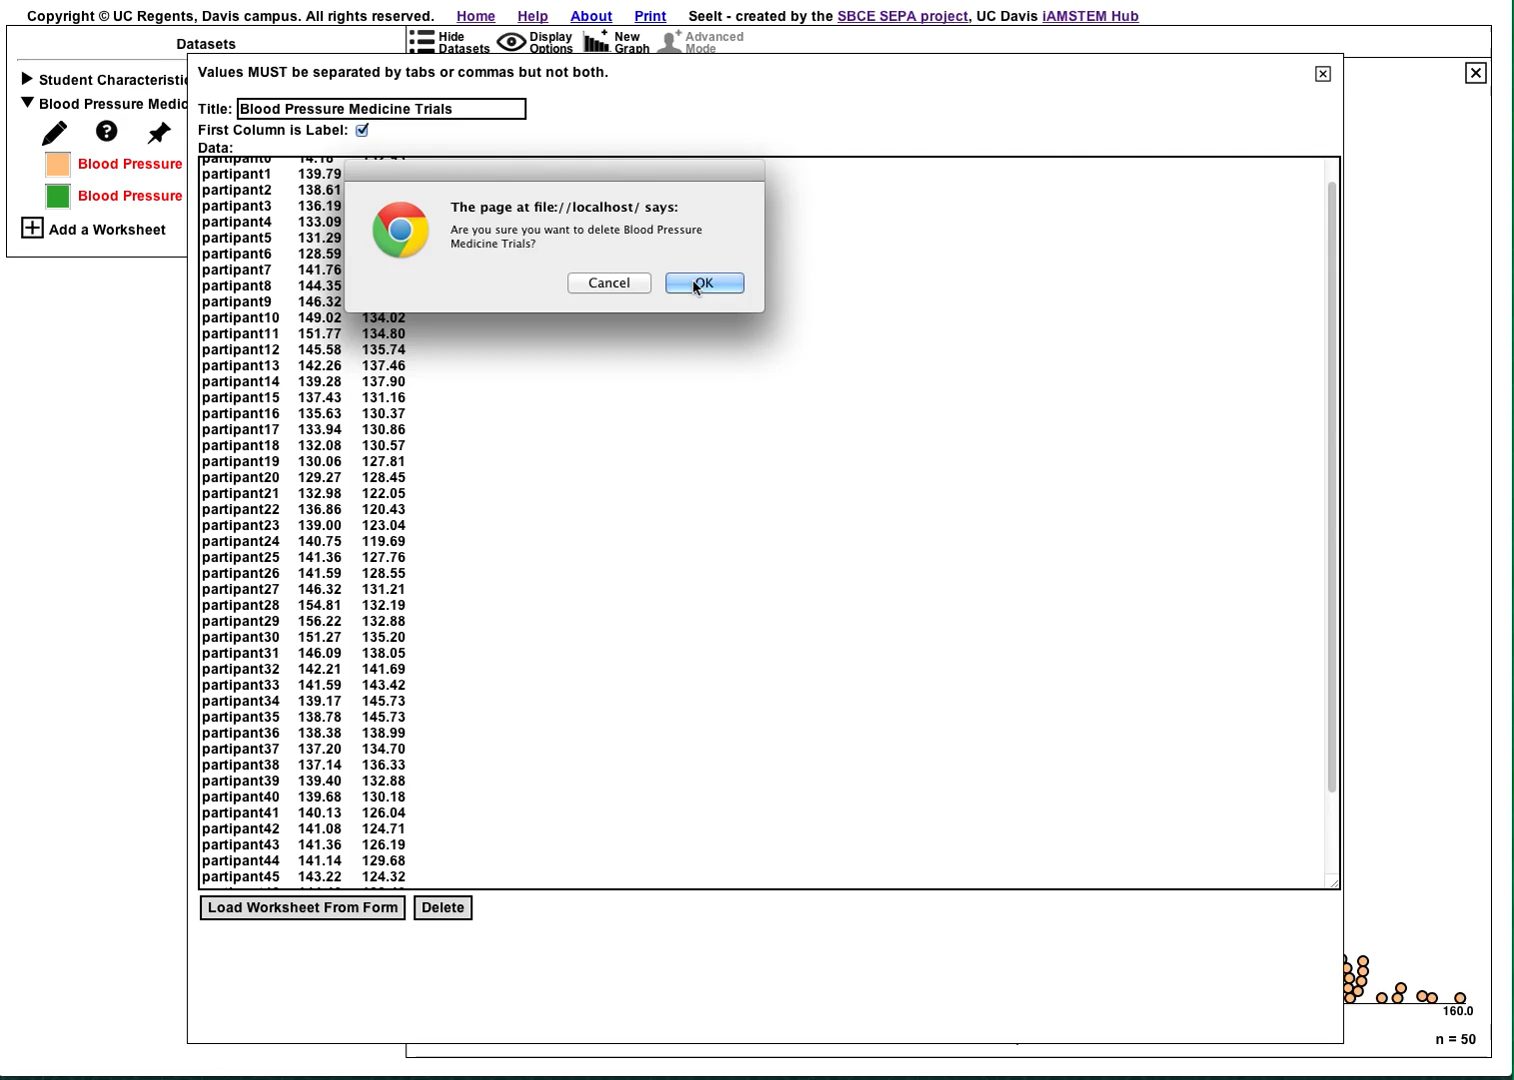 Copyright © UC Regents, Davis campus. All rights reserved. Home Help About Print SeeIt - created by the SBCE SEPA project, UC Davis iAMSTEM Hub
Datasets
Hide Datasets
Display Options
New Graph
Advanced Mode
Student Characteristic
Blood Pressure Medic
Blood Pressure
Blood Pressure
Add a Worksheet
Values MUST be separated by tabs or commas but not both.
Title: Blood Pressure Medicine Trials
First Column is Label:
Data:
partipant1 139.79
partipant2 138.61
partipant3 136.19
partipant4 133.09
partipant5 131.29
partipant6 128.59
partipant7 141.76
partipant8 144.35
partipant9 146.32
partipant10 149.02 134.02
partipant11 151.77 134.80
partipant12 145.58 135.74
partipant13 142.26 137.46
partipant14 139.28 137.90
partipant15 137.43 131.16
partipant16 135.63 130.37
partipant17 133.94 130.86
partipant18 132.08 130.57
partipant19 130.06 127.81
partipant20 129.27 128.45
partipant21 132.98 122.05
partipant22 136.86 120.43
partipant23 139.00 123.04
partipant24 140.75 119.69
partipant25 141.36 127.76
partipant26 141.59 128.55
partipant27 146.32 131.21
partipant28 154.81 132.19
partipant29 156.22 132.88
partipant30 151.27 135.20
partipant31 146.09 138.05
partipant32 142.21 141.69
partipant33 141.59 143.42
partipant34 139.17 145.73
partipant35 138.78 145.73
partipant36 138.38 138.99
partipant37 137.20 134.70
partipant38 137.14 136.33
partipant39 139.40 132.88
partipant40 139.68 130.18
partipant41 140.13 126.04
partipant42 141.08 124.71
partipant43 141.36 126.19
partipant44 141.14 129.68
partipant45 143.22 124.32
The page at file://localhost/ says:
Are you sure you want to delete Blood Pressure
Medicine Trials?
Cancel OK
Load Worksheet From Form Delete
160.0
n = 50